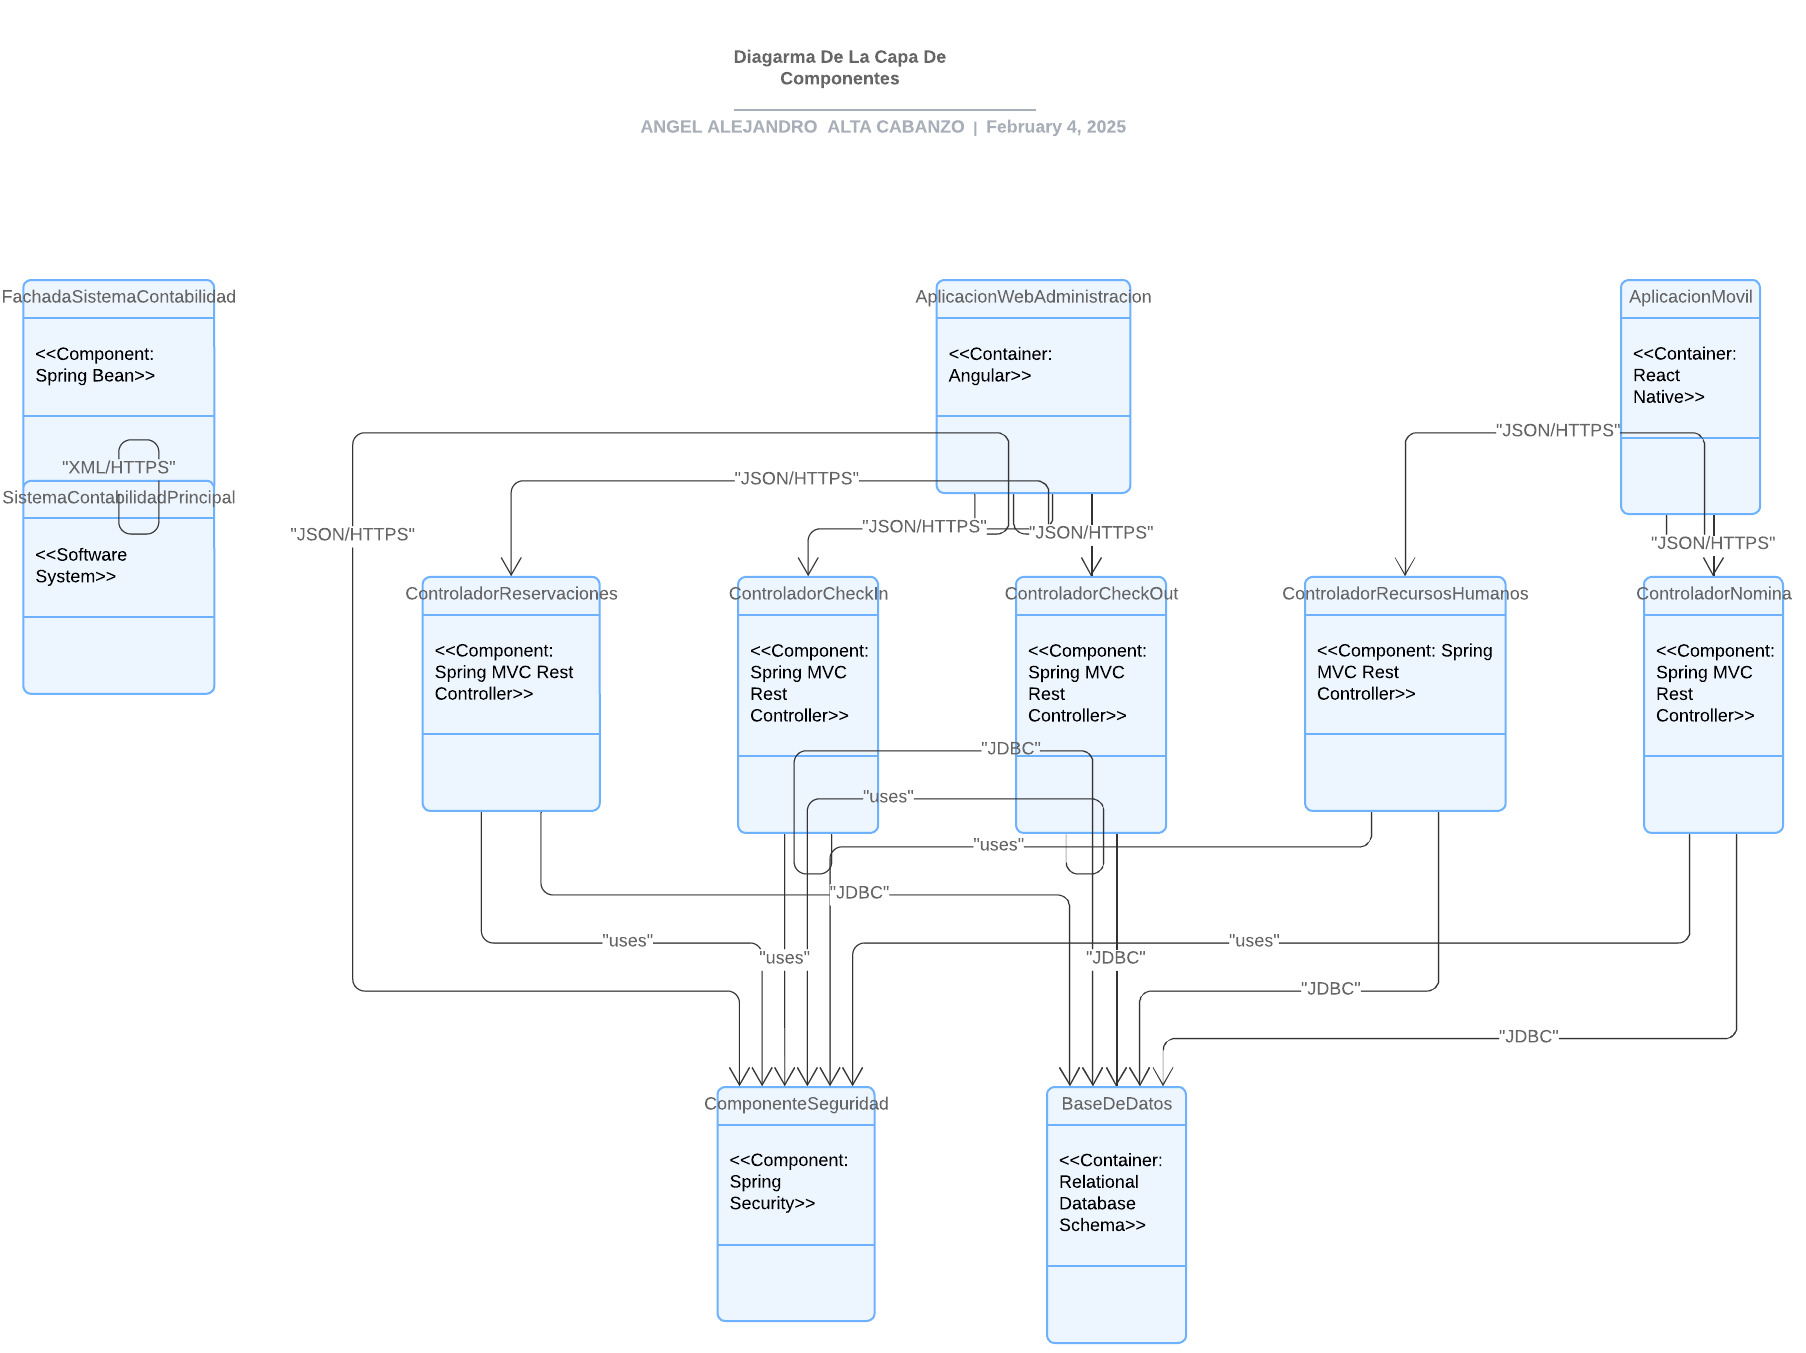 Diagarma De La Capa De
Componentes
ANGEL ALEJANDRO ALTA CABANZO | February 4, 2025
FachadaSistemaContabilidad
<<Component:
Spring Bean>>
"XML/HTTPS"
SistemaContabilidadPrincipal
<<Software
System>>
AplicacionWebAdministracion
<<Container:
Angular>>
AplicacionMovil
<<Container:
React
Native>>
"JSON/HTTPS"
"JSON/HTTPS"
"JSON/HTTPS"
"JSON/HTTPS"
"JSON/HTTPS"
"JSON/HTTPS"
ControladorReservaciones
<<Component:
Spring MVC Rest
Controller>>
ControladorCheckIn
<<Component:
Spring MVC
Rest
Controller>>
ControladorCheckOut
<<Component:
Spring MVC
Rest
Controller>>
ControladorRecursosHumanos
<<Component: Spring
MVC Rest
Controller>>
ControladorNomina
<<Component:
Spring MVC
Rest
Controller>>
"JDBC"
"uses"
"uses"
"JDBC"
"uses"
"uses"
"uses"
"JDBC"
"JDBC"
"JDBC"
ComponenteSeguridad
<<Component:
Spring
Security>>
BaseDeDatos
<<Container:
Relational
Database
Schema>>